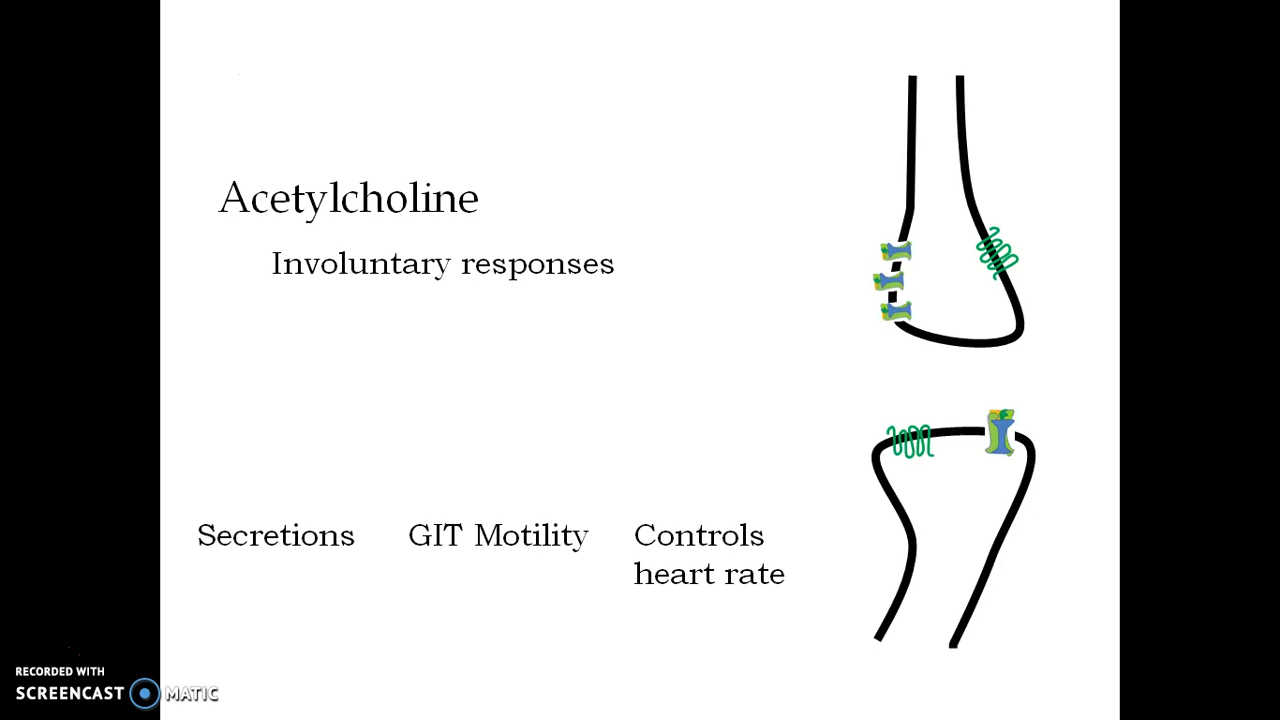 Acetylcholine
Involuntary responses
Secretions
GIT Motility
Controls
heart rate
RECORDED WITH
SCREENCAST MATIC